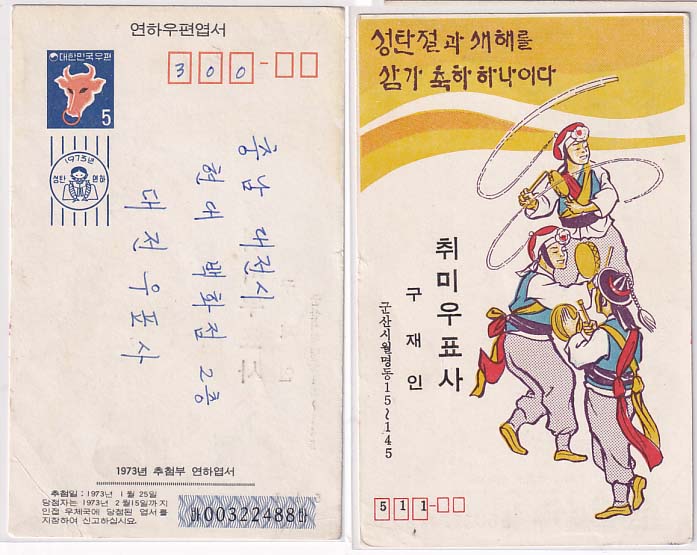 연하우편엽서
대한민국우편
5
300
1973년
성탄 연하
충남 대전시
현대 백화점 2층
대전우표사
1973년 추첨부 연하엽서
추첨일 : 1973년 1월 25일
당첨자는 1973년 2월 15일까지
인접 우체국에 당첨된 엽서를
지참하여 신고하십시요.
00322488
성탄절과 새해를
삼가 축하 하나이다
취미우표사
구재인
군산시월명동15~145
511